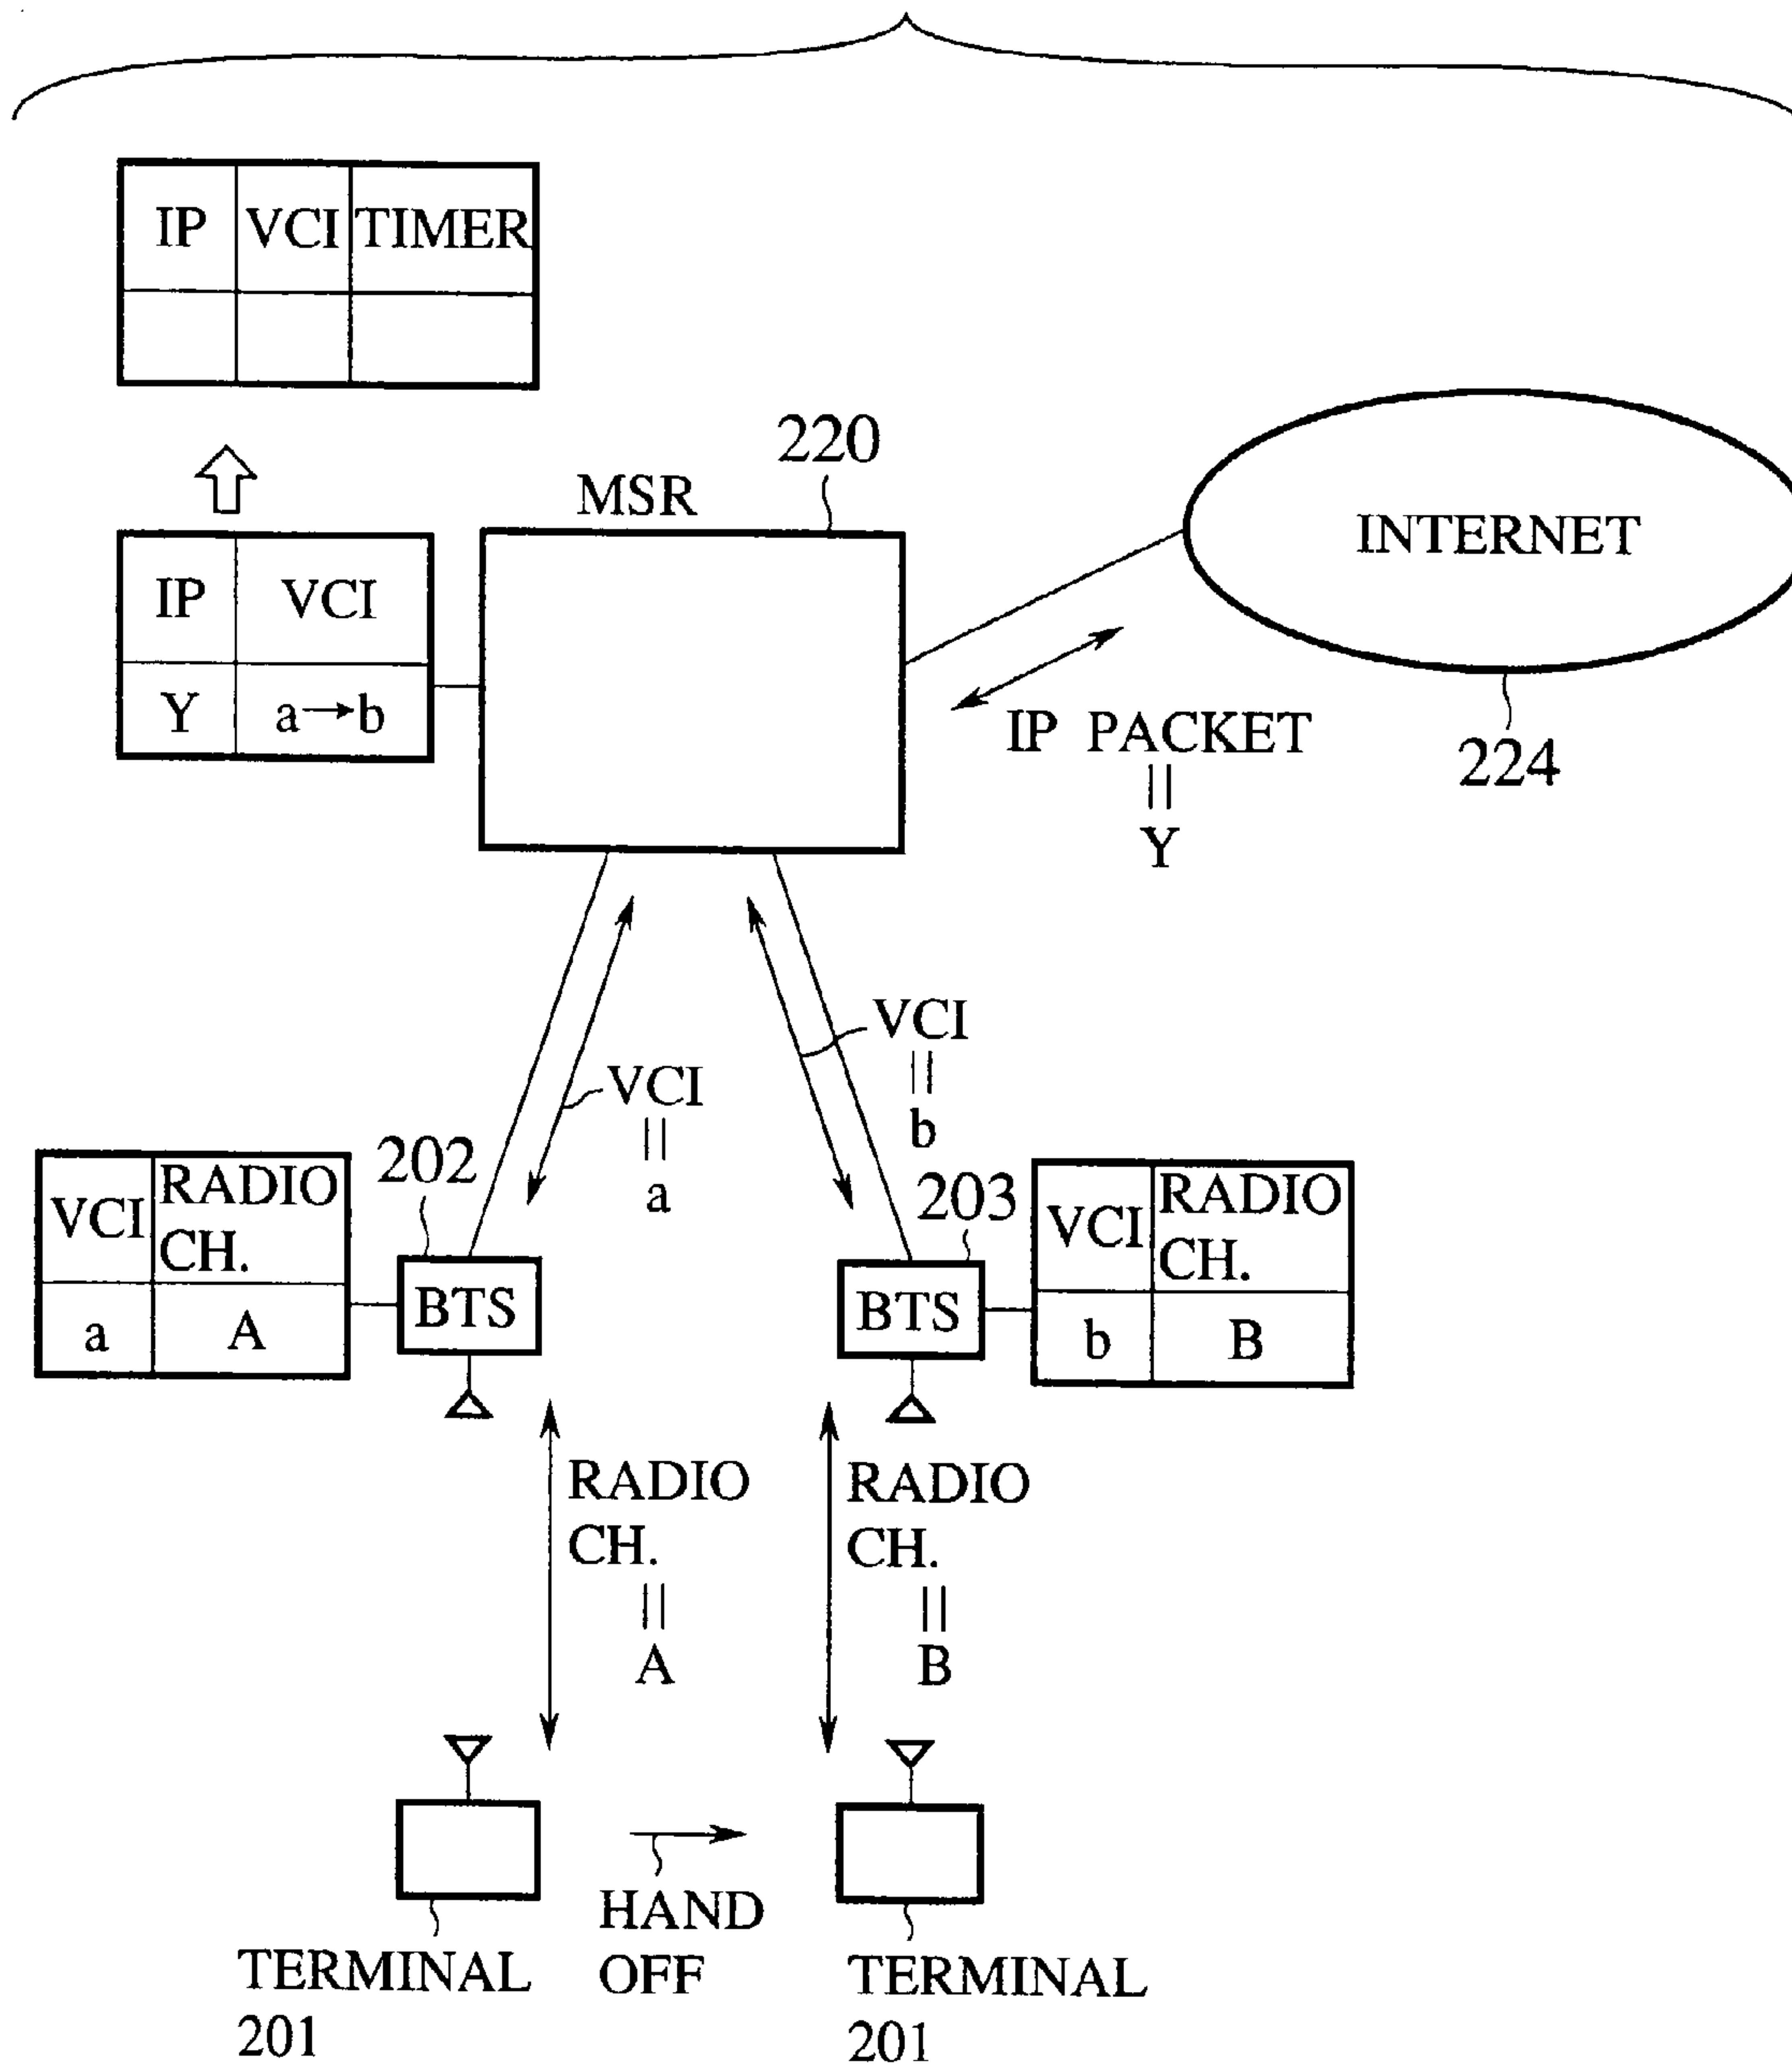 IP VCI TIMER
220
MSR
INTERNET
IP VCI
Y a→b
IP PACKET
||
Y
224
VCI
||
b
VCI
||
a
202
203
VCI RADIO CH.
a A
BTS
BTS
VCI RADIO CH.
b B
RADIO
CH.
||
A
RADIO
CH.
||
B
HAND
OFF
TERMINAL
201
TERMINAL
201